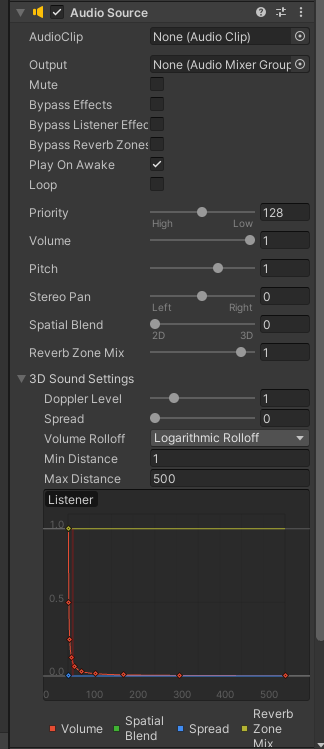 Audio Source
AudioClip None (Audio Clip)
Output None (Audio Mixer Group
Mute
Bypass Effects
Bypass Listener Effec
Bypass Reverb Zones
Play On Awake
Loop
Priority 128
High Low
Volume 1
Pitch 1
Stereo Pan 0
Left Right
Spatial Blend 0
2D 3D
Reverb Zone Mix 1
3D Sound Settings
Doppler Level 1
Spread 0
Volume Rolloff Logarithmic Rolloff
Min Distance 1
Max Distance 500
Listener
1.0
0.5
0.0
0 100 200 300 400 500
Volume
Spatial Blend
Spread
Reverb Zone Mix